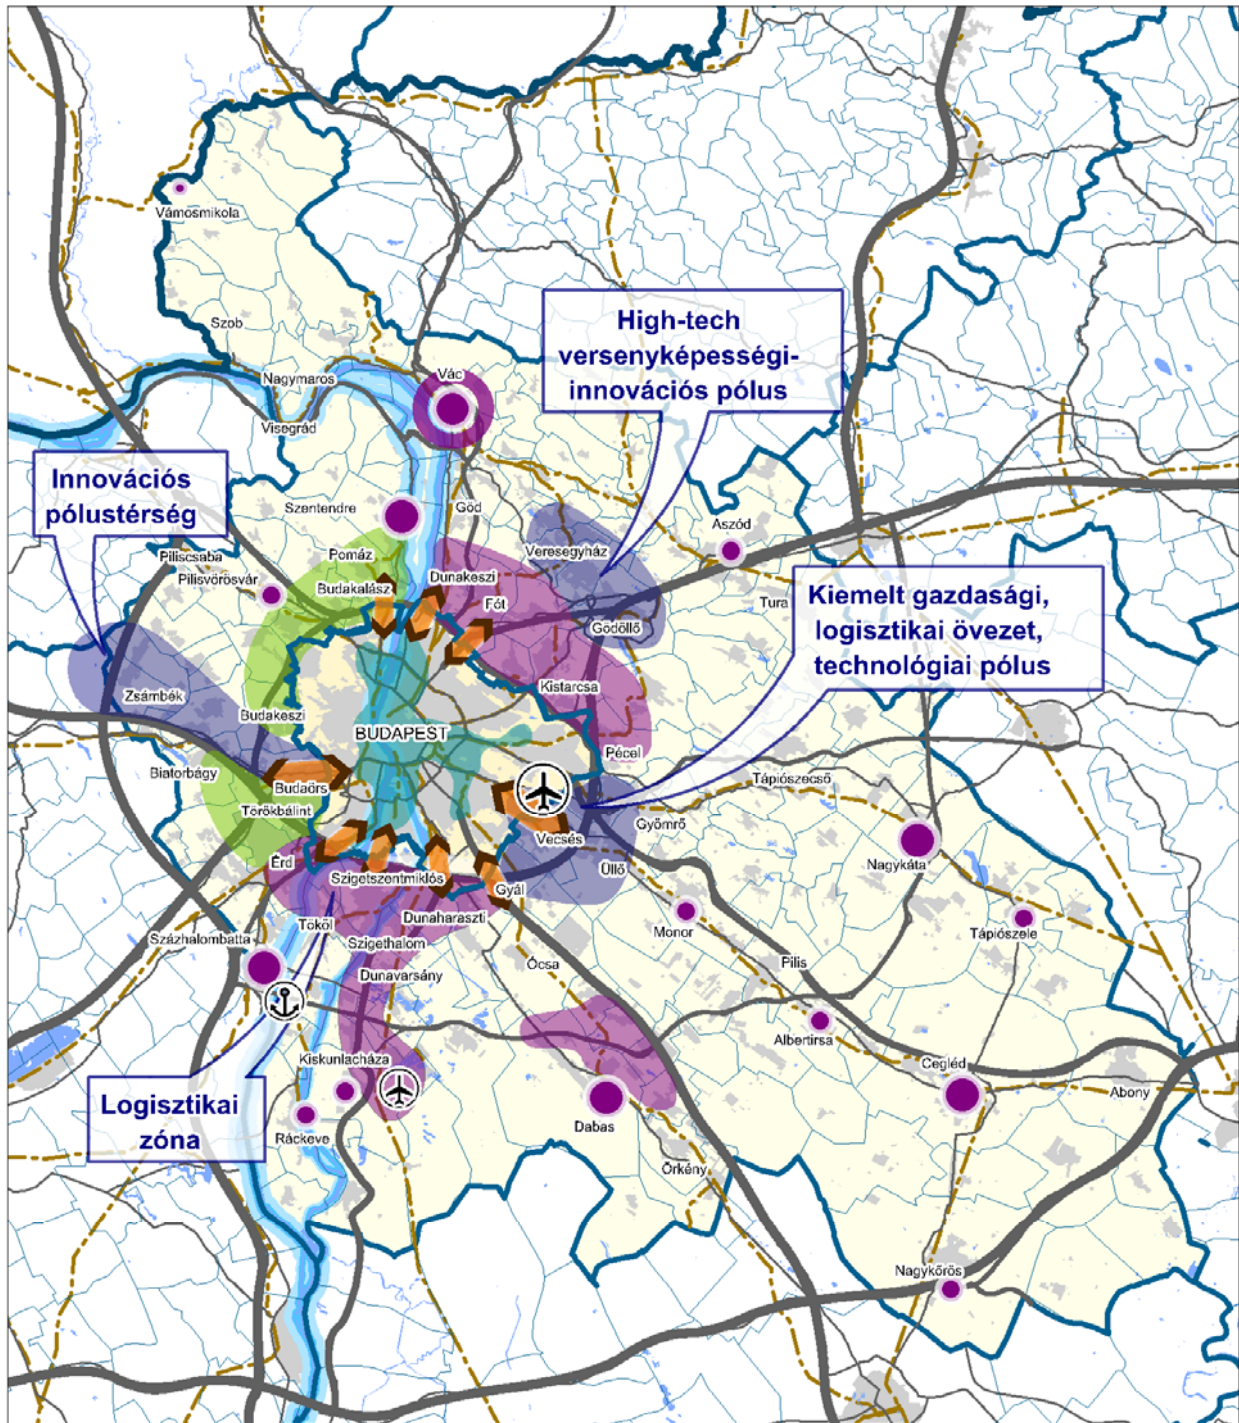 Vámosmikola
Szob
Nagymaros
Visegrád
Vác
High-tech
versenyképességi-
innovációs pólus
Innovációs
pólustérség
Szentendre
Göd
Aszód
Veresegyház
Pomáz
Piliscsaba
Pilisvörösvár
Budakalász
Dunakeszi
Fót
Tura
Gödöllő
Kiemelt gazdasági,
logisztikai övezet,
technológiai pólus
Zsámbék
Kistarcsa
Budakeszi
BUDAPEST
Pécel
Biatorbágy
Budaörs
Tápiószecső
Törökbálint
Gyömrő
Vecsés
Érd
Szigetszentmiklós
Üllő
Nagykáta
Gyál
Tököl
Dunaharaszti
Monor
Tápiószele
Százhalombatta
Szigethalom
Ócsa
Pilis
Dunavarsány
Albertirsa
Kiskunlacháza
Cegléd
Abony
Logisztikai
zóna
Ráckeve
Dabas
Örkény
Nagykőrös